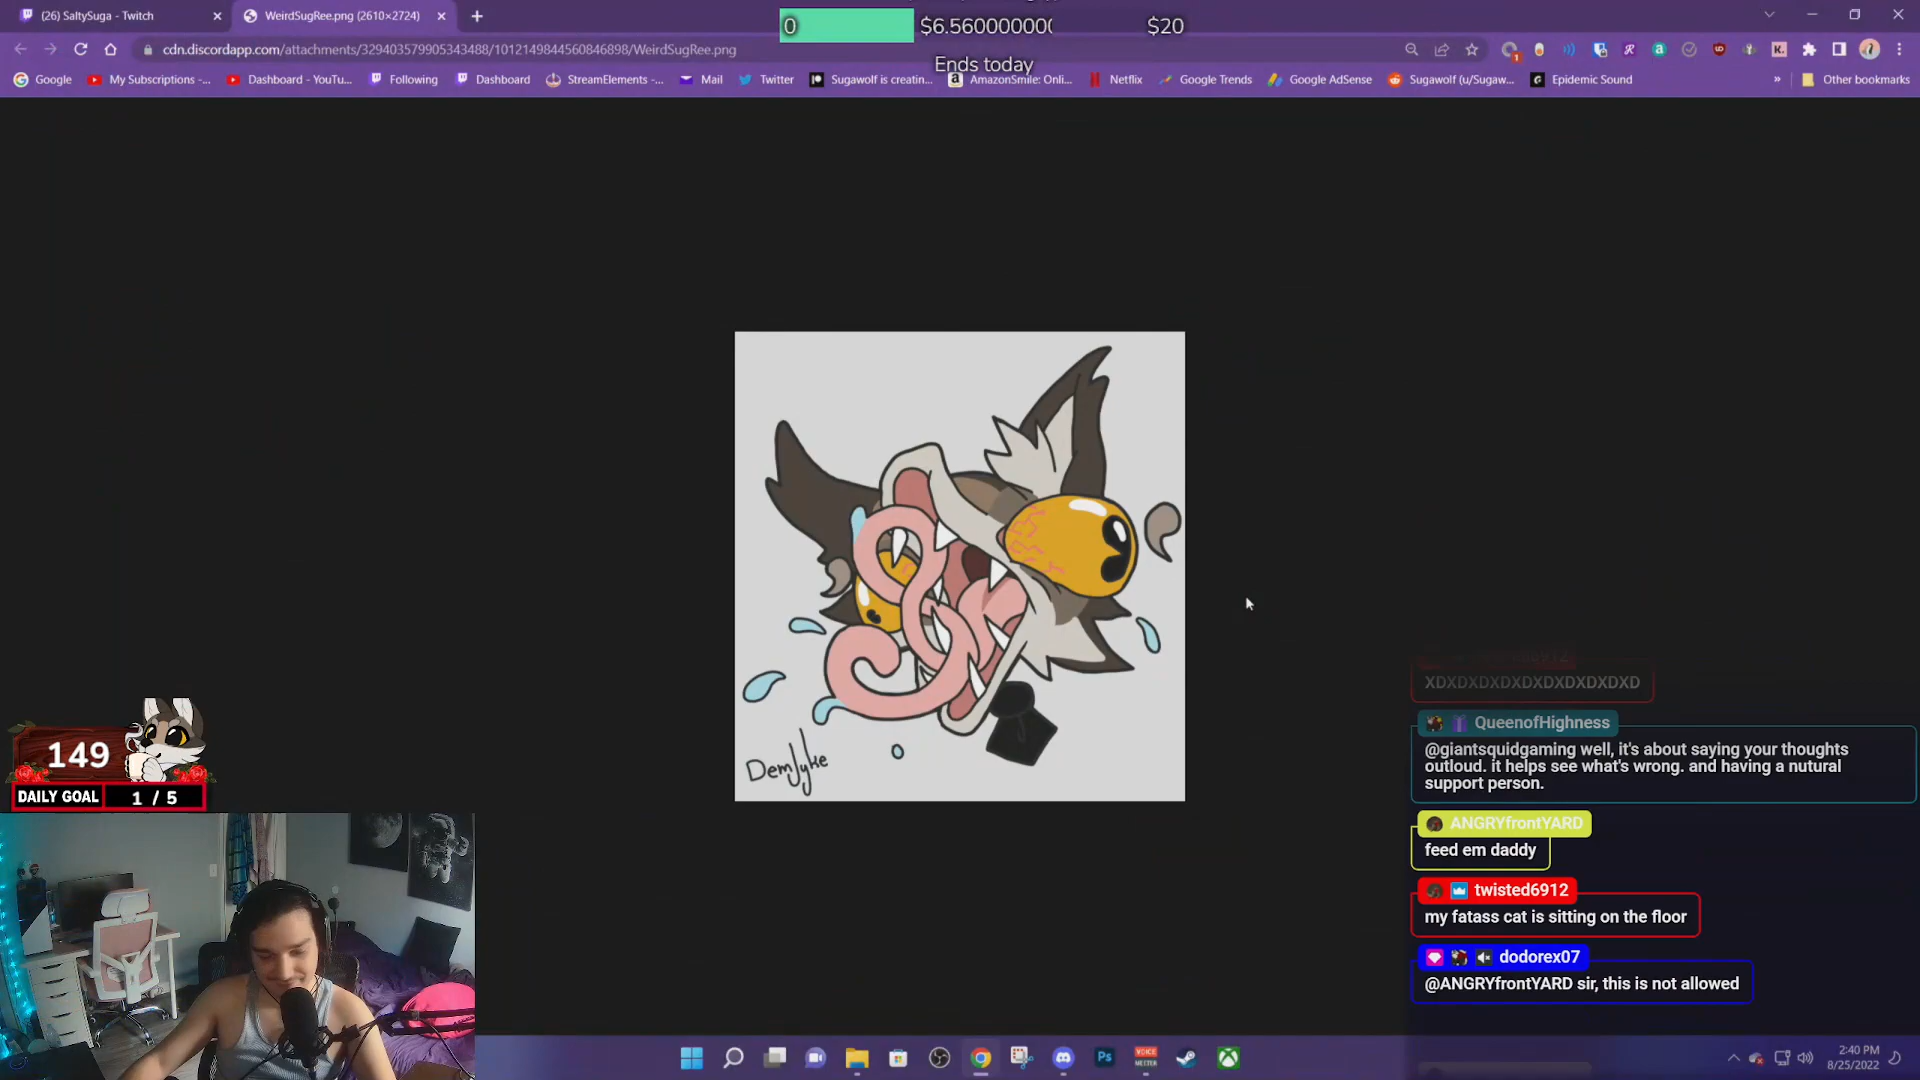 (26) SaltySuga - Twitch
WeirdSugRee.png (2610×2724)
0
$6.560000000
$20
Ends today
cdn.discordapp.com/attachments/329403579905343488/1012149844560846898/WeirdSugRee.png
Google
My Subscriptions -...
Dashboard - YouTu...
Following
Dashboard
StreamElements -...
Mail
Twitter
Sugawolf is creatin...
AmazonSmile: Onli...
Netflix
Google Trends
Google AdSense
Sugawolf (u/Sugaw...
Epidemic Sound
»
Other bookmarks
DemJyke
XDXDXDXDXDXDXDXDXDXD
QueenofHighness
@giantsquidgaming well, it's about saying your thoughts
outloud. it helps see what's wrong. and having a nutural
support person.
ANGRYfrontYARD
feed em daddy
twisted6912
my fatass cat is sitting on the floor
dodorex07
@ANGRYfrontYARD sir, this is not allowed
149
DAILY GOAL
1 / 5
Ps
VOICE
MEETER
2:40 PM
8/25/2022